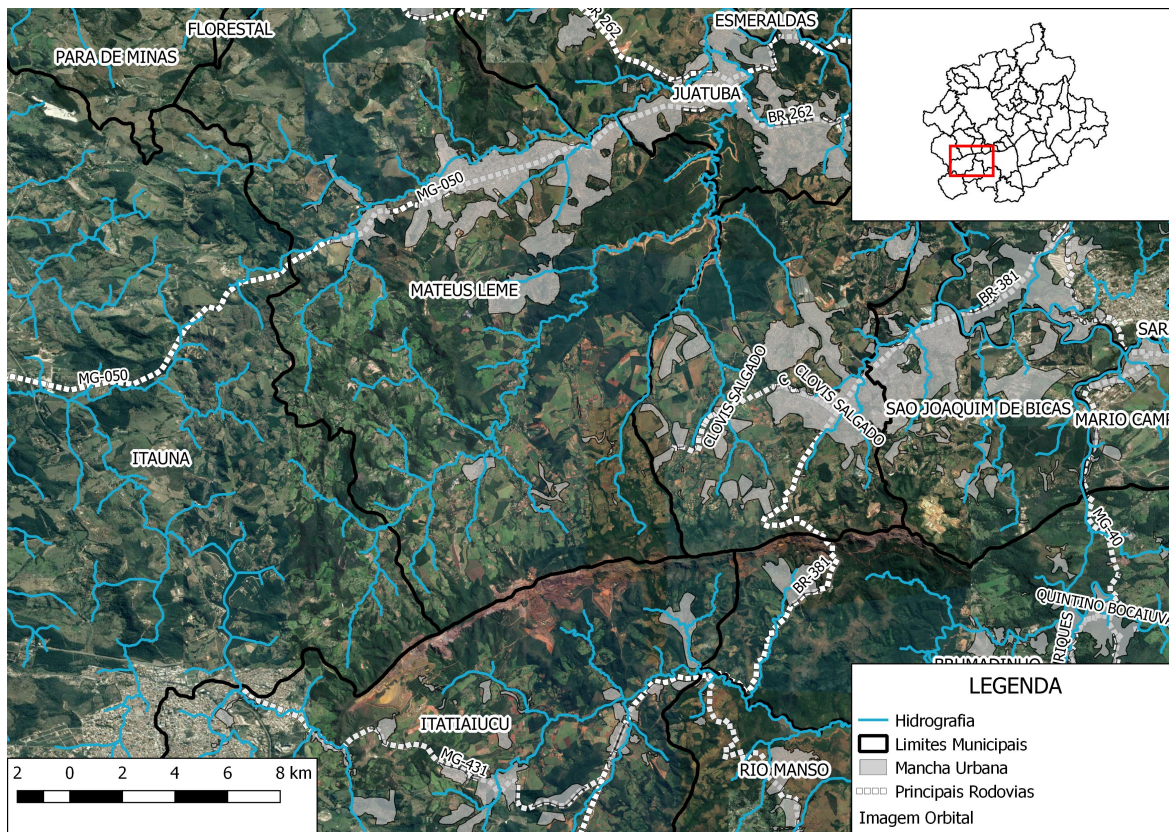 FLORESTAL
PARA DE MINAS
BR 262
ESMERALDAS
JUATUBA
BR 262
MG-050
MATEUS LEME
BR-381
MG-050
CLOVIS SALGADO
CLOVIS SALGADO
SAR
SAO JOAQUIM DE BICAS
MARIO CAMP
ITAUNA
MG-40
BR-381
QUINTINO BOCAIUVA
RIQUES
BRUMADINHO
ITATIAIUCU
MG-431
RIO MANSO
2 0 2 4 6 8 km
LEGENDA
Hidrografia
Limites Municipais
Mancha Urbana
Principais Rodovias
Imagem Orbital